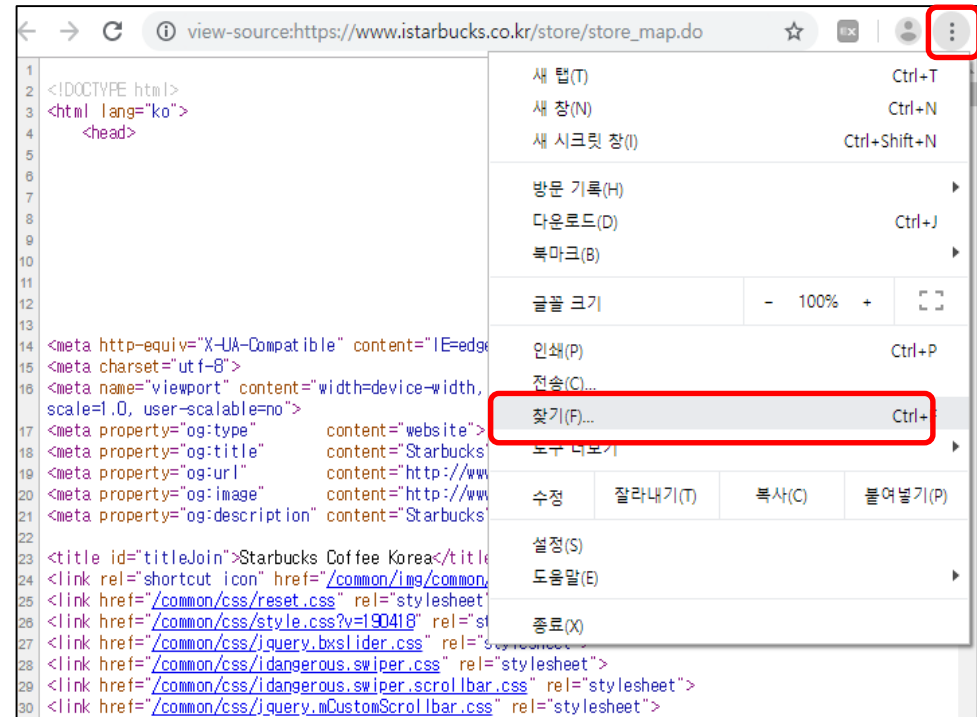 view-source:https://www.istarbucks.co.kr/store/store_map.do
EX
1
2 <!DOCTYPE html>
3 <html lang="ko">
4 <head>
5
6
7
8
9
10
11
12
13
14 <meta http-equiv="X-UA-Compatible" content="IE=edge
15 <meta charset="utf-8">
16 <meta name="viewport" content="width=device-width,
scale=1.0, user-scalable=no">
17 <meta property="og:type" content="website">
18 <meta property="og:title" content="Starbucks
19 <meta property="og:url" content="http://www
20 <meta property="og:image" content="http://www
21 <meta property="og:description" content="Starbucks
22
23 <title id="titleJoin">Starbucks Coffee Korea</title
24 <link rel="shortcut icon" href="/common/img/common/
25 <link href="/common/css/reset.css" rel="stylesheet"
26 <link href="/common/css/style.css?v=190418" rel="st
27 <link href="/common/css/jquery.bxslider.css" rel="stylesheet">
28 <link href="/common/css/idangerous.swiper.css" rel="stylesheet">
29 <link href="/common/css/idangerous.swiper.scrollbar.css" rel="stylesheet">
30 <link href="/common/css/jquery.mCustomScrollbar.css" rel="stylesheet">
새 탭(T) Ctrl+T
새 창(N) Ctrl+N
새 시크릿 창(I) Ctrl+Shift+N
방문 기록(H)
다운로드(D) Ctrl+J
북마크(B)
글꼴 크기 - 100% +
인쇄(P) Ctrl+P
전송(C)...
찾기(F)... Ctrl+F
도구 더보기
수정 잘라내기(T) 복사(C) 붙여넣기(P)
설정(S)
도움말(E)
종료(X)